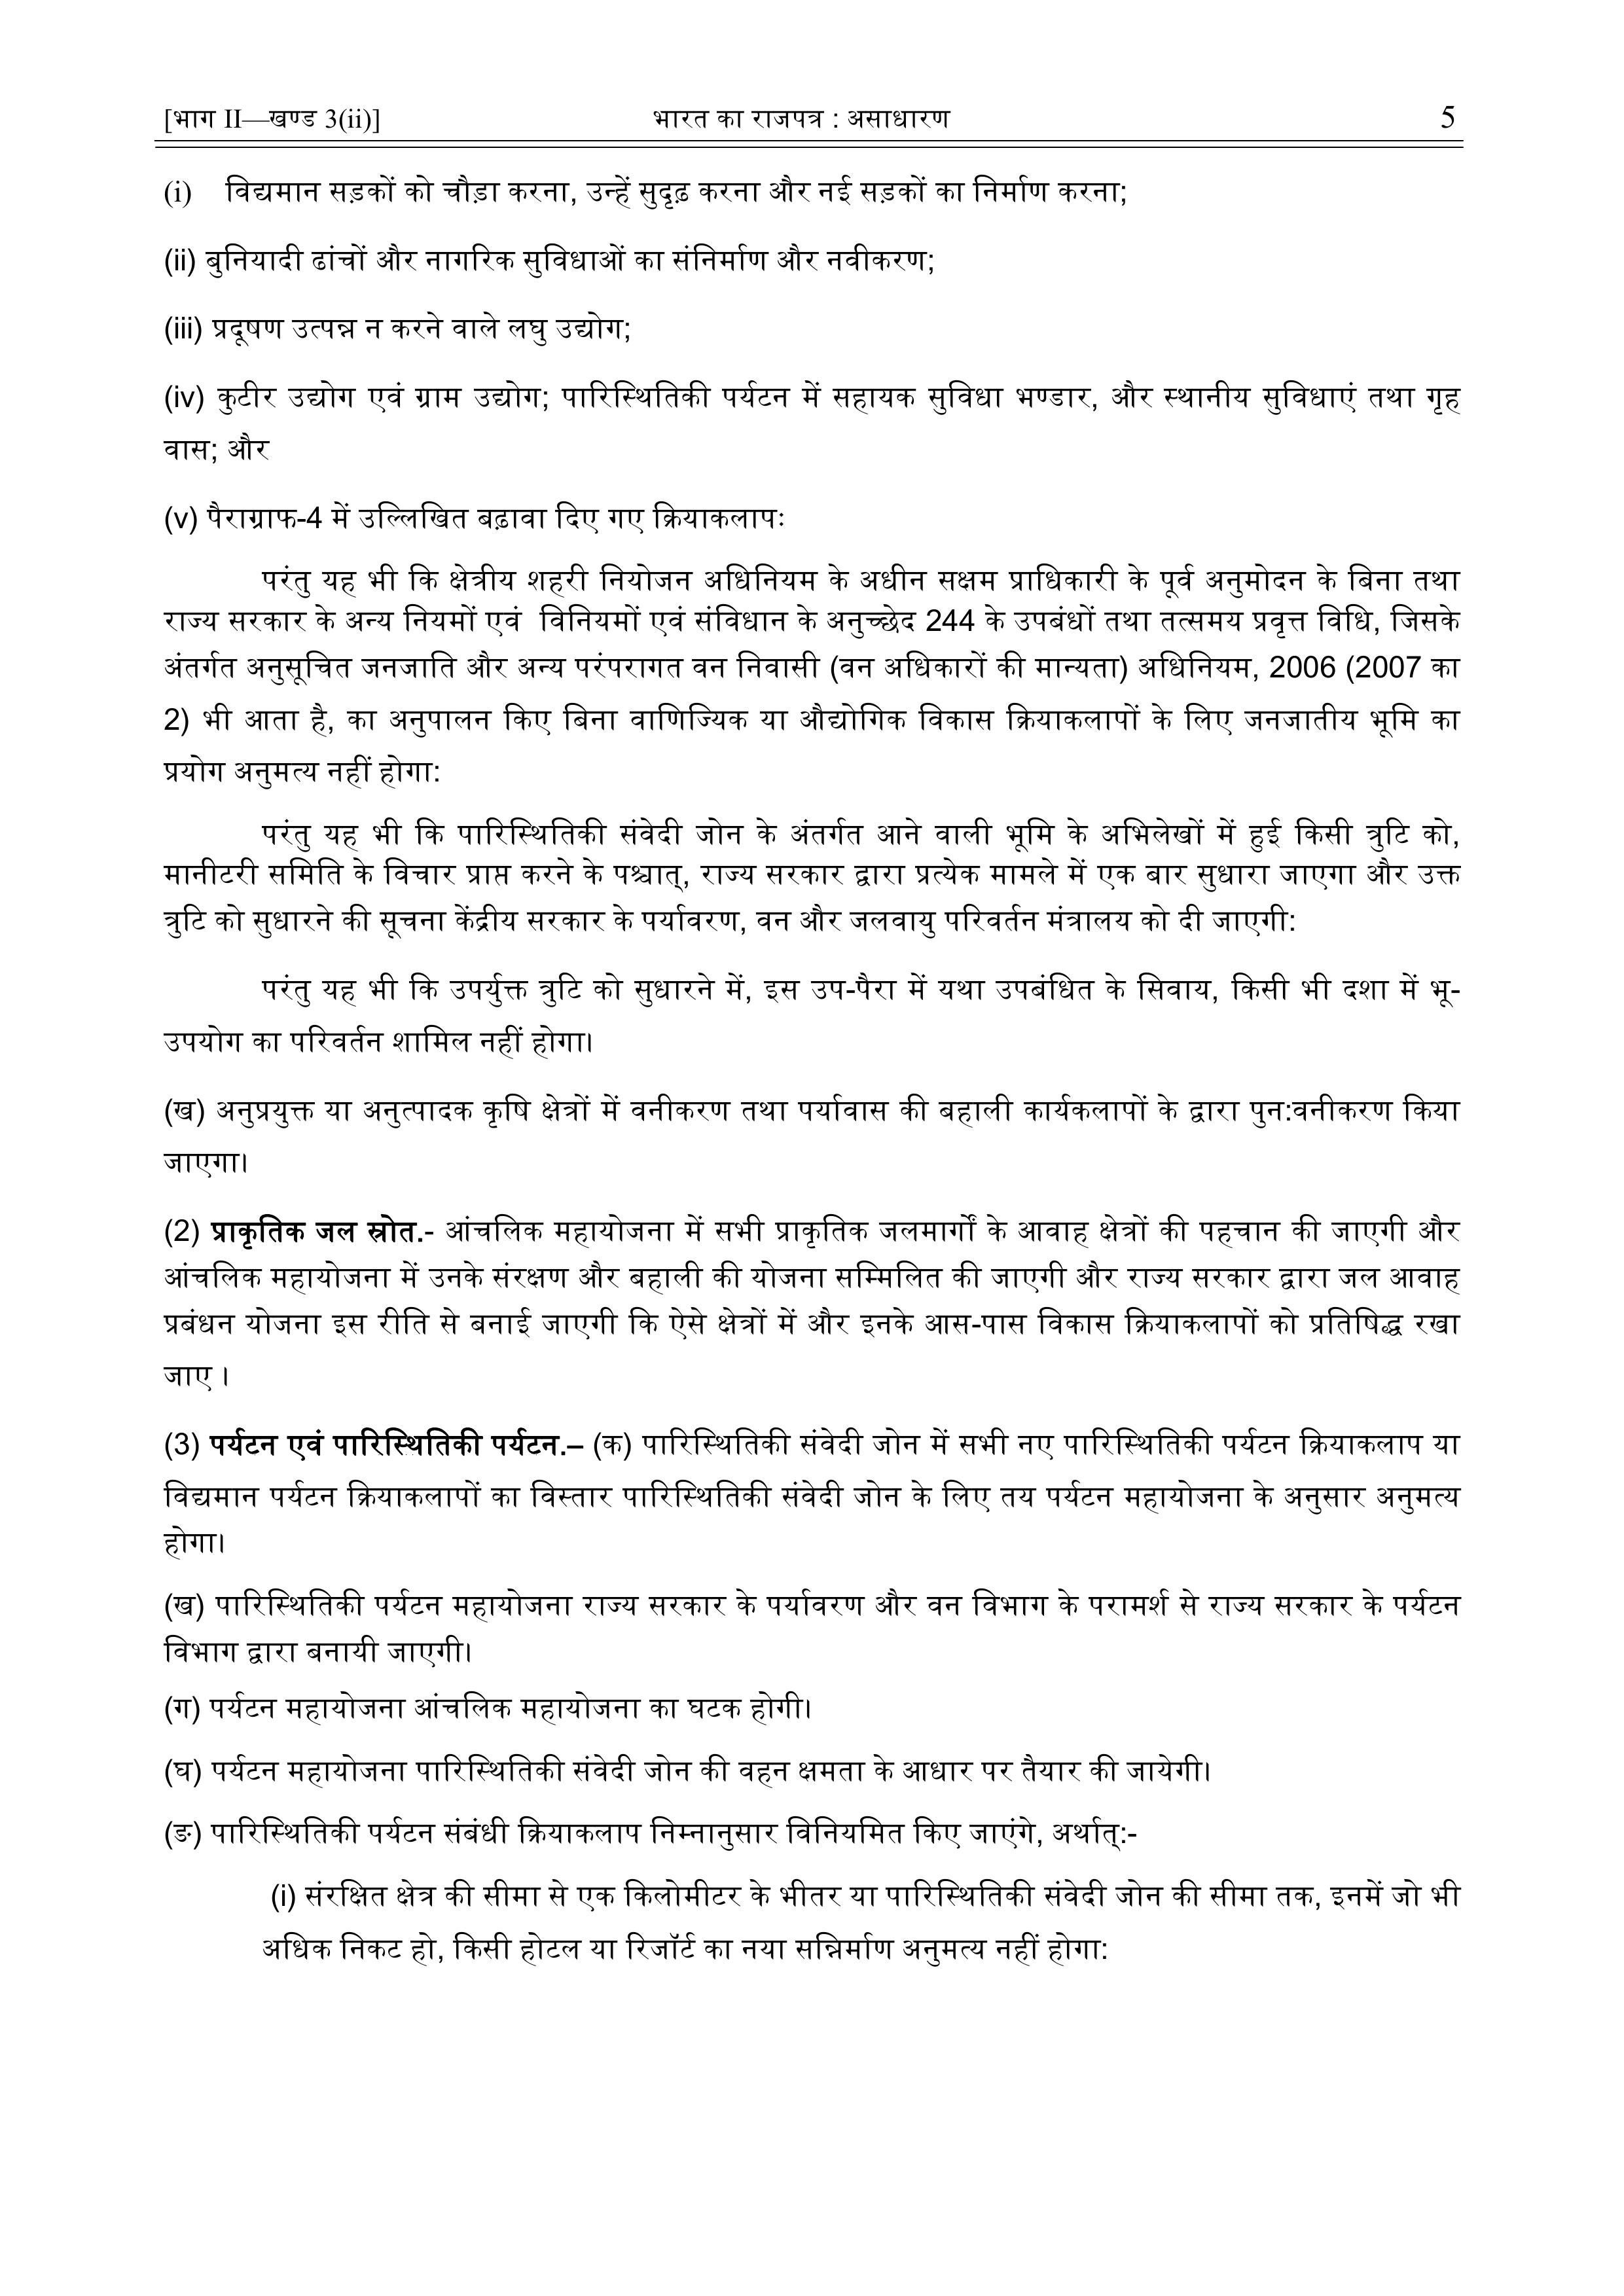 [भाग II—खण्ड 3(ii)] भारत का राजपत्र : असाधारण 5
(i) विद्यमान सड़कों को चौड़ा करना, उन्हें सुदृढ़ करना और नई सड़कों का निर्माण करना;
(ii) बुनियादी ढांचों और नागरिक सुविधाओं का संनिर्माण और नवीकरण;
(iii) प्रदूषण उत्पन्न न करने वाले लघु उद्योग;
(iv) कुटीर उद्योग एवं ग्राम उद्योग; पारिस्थितिकी पर्यटन में सहायक सुविधा भण्डार, और स्थानीय सुविधाएं तथा गृह
वास; और
(v) पैराग्राफ-4 में उल्लिखित बढ़ावा दिए गए क्रियाकलापः
परंतु यह भी कि क्षेत्रीय शहरी नियोजन अधिनियम के अधीन सक्षम प्राधिकारी के पूर्व अनुमोदन के बिना तथा
राज्य सरकार के अन्य नियमों एवं विनियमों एवं संविधान के अनुच्छेद 244 के उपबंधों तथा तत्समय प्रवृत्त विधि, जिसके
अंतर्गत अनुसूचित जनजाति और अन्य परंपरागत वन निवासी (वन अधिकारों की मान्यता) अधिनियम, 2006 (2007 का
2) भी आता है, का अनुपालन किए बिना वाणिज्यिक या औद्योगिक विकास क्रियाकलापों के लिए जनजातीय भूमि का
प्रयोग अनुमत्य नहीं होगा:
परंतु यह भी कि पारिस्थितिकी संवेदी जोन के अंतर्गत आने वाली भूमि के अभिलेखों में हुई किसी त्रुटि को,
मानीटरी समिति के विचार प्राप्त करने के पश्चात्, राज्य सरकार द्वारा प्रत्येक मामले में एक बार सुधारा जाएगा और उक्त
त्रुटि को सुधारने की सूचना केंद्रीय सरकार के पर्यावरण, वन और जलवायु परिवर्तन मंत्रालय को दी जाएगी:
परंतु यह भी कि उपर्युक्त त्रुटि को सुधारने में, इस उप-पैरा में यथा उपबंधित के सिवाय, किसी भी दशा में भू-
उपयोग का परिवर्तन शामिल नहीं होगा।
(ख) अनुप्रयुक्त या अनुत्पादक कृषि क्षेत्रों में वनीकरण तथा पर्यावास की बहाली कार्यकलापों के द्वारा पुन:वनीकरण किया
जाएगा।
(2) प्राकृतिक जल स्रोत.- आंचलिक महायोजना में सभी प्राकृतिक जलमार्गों के आवाह क्षेत्रों की पहचान की जाएगी और
आंचलिक महायोजना में उनके संरक्षण और बहाली की योजना सम्मिलित की जाएगी और राज्य सरकार द्वारा जल आवाह
प्रबंधन योजना इस रीति से बनाई जाएगी कि ऐसे क्षेत्रों में और इनके आस-पास विकास क्रियाकलापों को प्रतिषिद्ध रखा
जाए ।
(3) पर्यटन एवं पारिस्थितिकी पर्यटन.– (क) पारिस्थितिकी संवेदी जोन में सभी नए पारिस्थितिकी पर्यटन क्रियाकलाप या
विद्यमान पर्यटन क्रियाकलापों का विस्तार पारिस्थितिकी संवेदी जोन के लिए तय पर्यटन महायोजना के अनुसार अनुमत्य
होगा।
(ख) पारिस्थितिकी पर्यटन महायोजना राज्य सरकार के पर्यावरण और वन विभाग के परामर्श से राज्य सरकार के पर्यटन
विभाग द्वारा बनायी जाएगी।
(ग) पर्यटन महायोजना आंचलिक महायोजना का घटक होगी।
(घ) पर्यटन महायोजना पारिस्थितिकी संवेदी जोन की वहन क्षमता के आधार पर तैयार की जायेगी।
(ङ) पारिस्थितिकी पर्यटन संबंधी क्रियाकलाप निम्नानुसार विनियमित किए जाएंगे, अर्थात्:-
(i) संरक्षित क्षेत्र की सीमा से एक किलोमीटर के भीतर या पारिस्थितिकी संवेदी जोन की सीमा तक, इनमें जो भी
अधिक निकट हो, किसी होटल या रिजॉर्ट का नया सन्निर्माण अनुमत्य नहीं होगा: